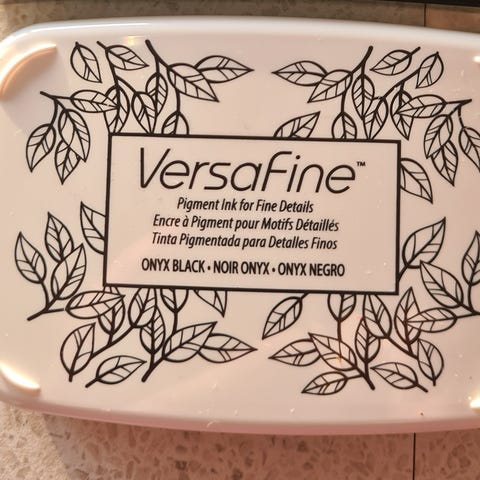 VersaFine™
Pigment Ink for Fine Details
Encre à Pigment pour Motifs Détaillés
Tinta Pigmentada para Detalles Finos
ONYX BLACK • NOIR ONYX • ONYX NEGRO